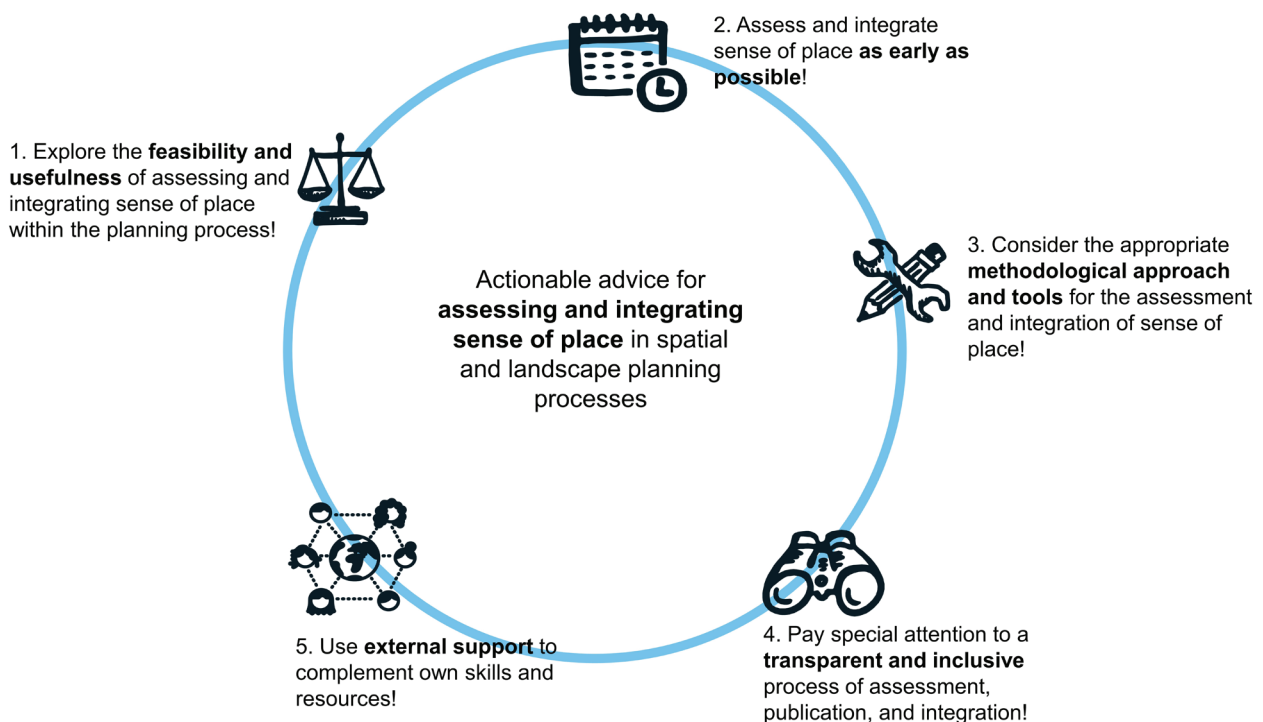 1. Explore the feasibility and
usefulness of assessing and
integrating sense of place
within the planning process!
2. Assess and integrate
sense of place as early as
possible!
3. Consider the appropriate
methodological approach
and tools for the assessment
and integration of sense of
place!
4. Pay special attention to a
transparent and inclusive
process of assessment,
publication, and integration!
5. Use external support to
complement own skills and
resources!
Actionable advice for
assessing and integrating
sense of place in spatial
and landscape planning
processes